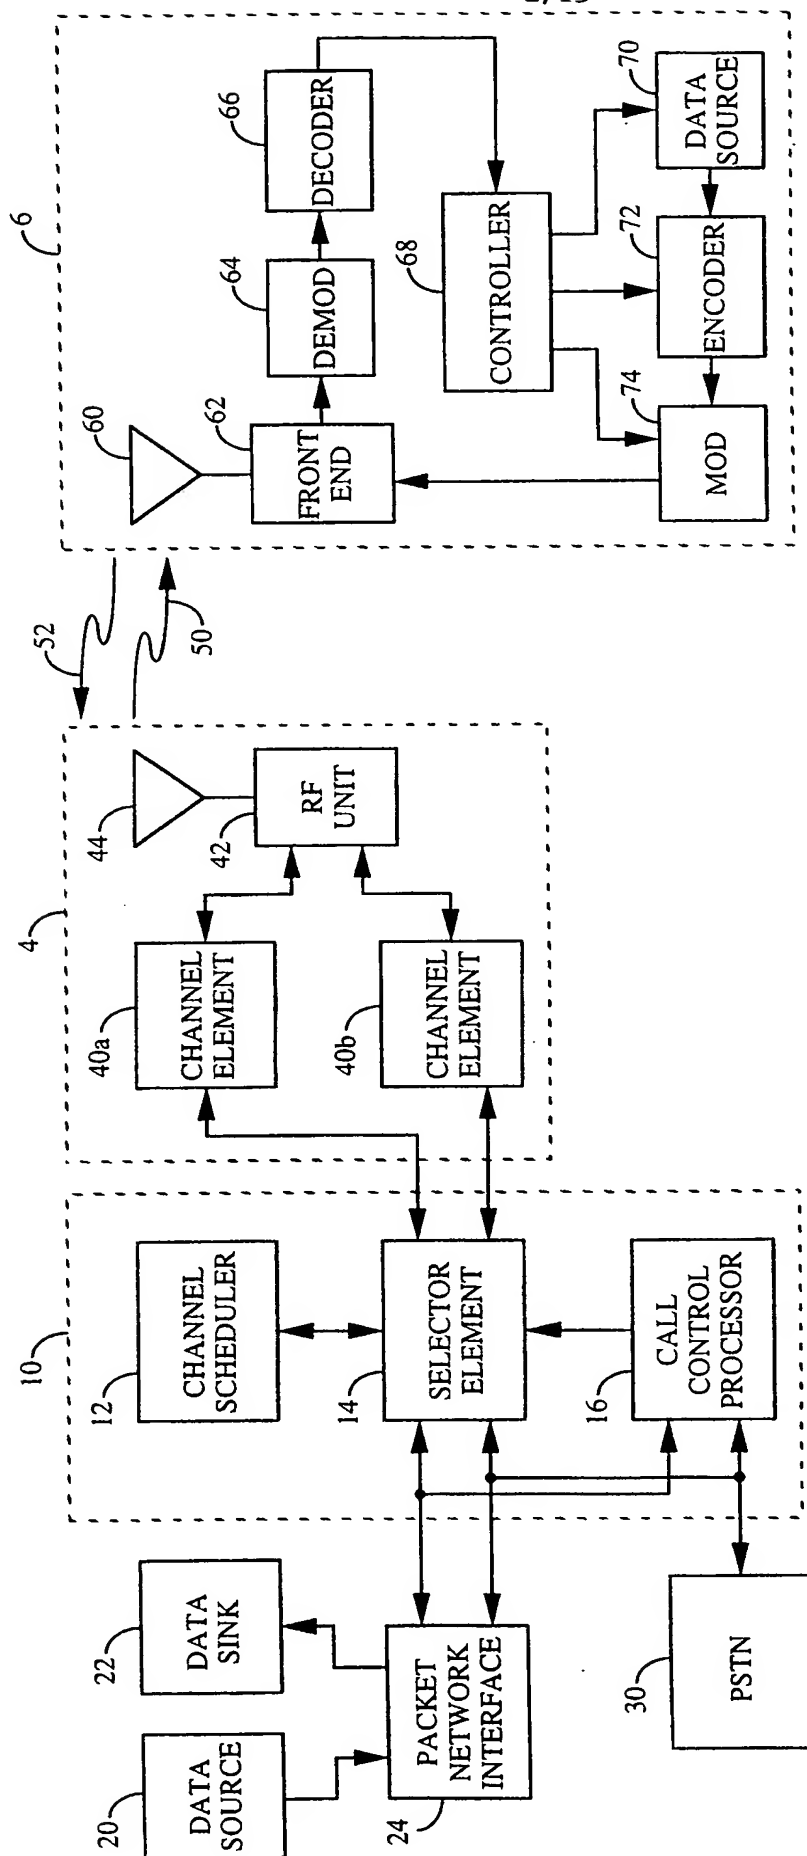 20
DATA
SOURCE
22
DATA
SINK
24
PACKET
NETWORK
INTERFACE
30
PSTN
10
12
CHANNEL
SCHEDULER
14
SELECTOR
ELEMENT
16
CALL
CONTROL
PROCESSOR
4
40a
CHANNEL
ELEMENT
40b
CHANNEL
ELEMENT
44
42
RF
UNIT
52
50
6
60
62
FRONT
END
64
DEMOD
66
DECODER
68
CONTROLLER
74
MOD
72
ENCODER
70
DATA
SOURCE